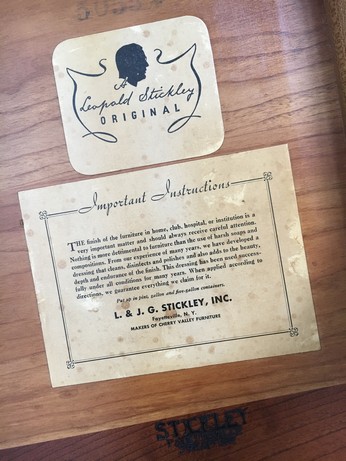 A
Leopold Stickley
ORIGINAL
Important Instructions
THE finish of the furniture in home, club, hospital, or institution is a
very important matter and should always receive careful attention.
Nothing is more detrimental to furniture than the use of harsh soaps and
compositions. From our experience of many years, we have developed a
dressing that cleans, disinfects and polishes and also adds to the beauty,
depth and endurance of the finish. This dressing has been used success-
fully under all conditions for many years. When applied according to
directions, we guarantee everything we claim for it.
Put up in pint, gallon and five-gallon containers.
L. & J. G. STICKLEY, INC.
Fayetteville, N. Y.
MAKERS OF CHERRY VALLEY FURNITURE
STICKLEY